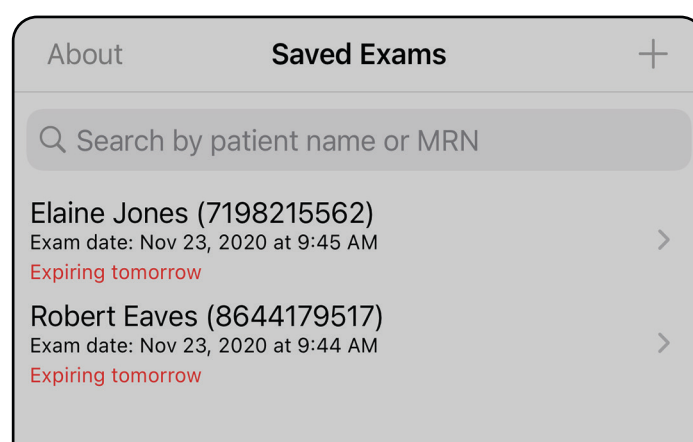 About Saved Exams
Search by patient name or MRN
Elaine Jones (7198215562)
Exam date: Nov 23, 2020 at 9:45 AM
Expiring tomorrow
Robert Eaves (8644179517)
Exam date: Nov 23, 2020 at 9:44 AM
Expiring tomorrow